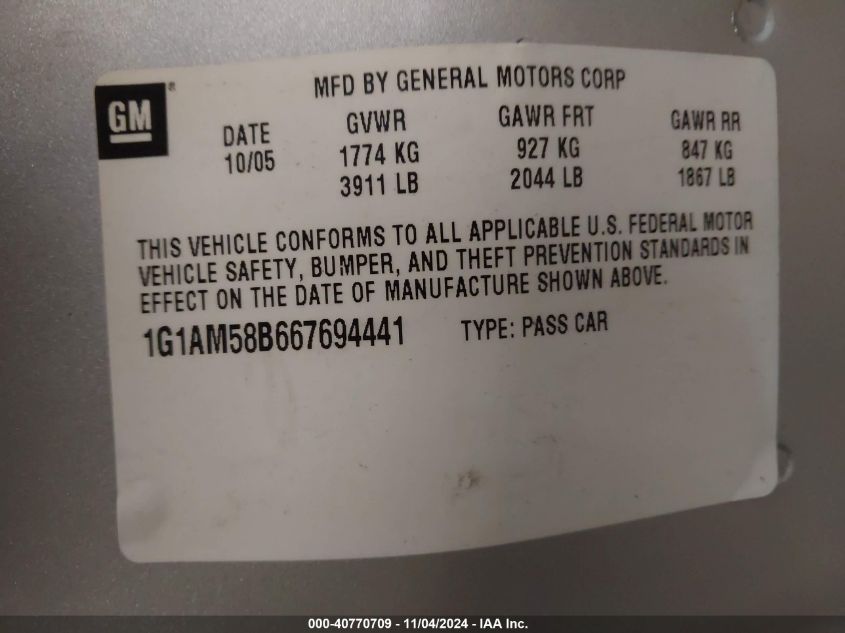 GM ®
MFD BY GENERAL MOTORS CORP
DATE GVWR GAWR FRT GAWR RR
10/05 1774 KG 927 KG 847 KG
3911 LB 2044 LB 1867 LB
THIS VEHICLE CONFORMS TO ALL APPLICABLE U.S. FEDERAL MOTOR
VEHICLE SAFETY, BUMPER, AND THEFT PREVENTION STANDARDS IN
EFFECT ON THE DATE OF MANUFACTURE SHOWN ABOVE.
1G1AM58B667694441 TYPE: PASS CAR
000-40770709 - 11/04/2024 - IAA Inc.